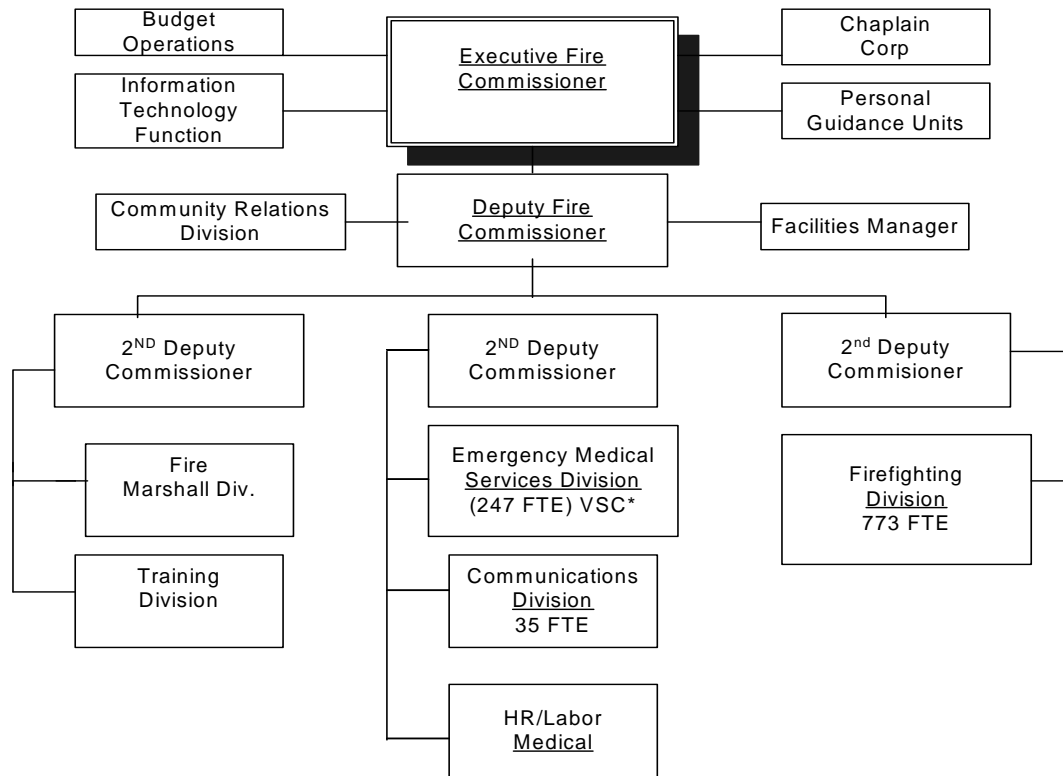 Budget
Operations
Executive Fire
Commissioner
Chaplain
Corp
Information
Technology
Function
Personal
Guidance Units
Community Relations
Division
Deputy Fire
Commissioner
Facilities Manager
2ND Deputy
Commissioner
2ND Deputy
Commissioner
2nd Deputy
Commisioner
Fire
Marshall Div.
Emergency Medical
Services Division
(247 FTE) VSC*
Firefighting
Division
773 FTE
Training
Division
Communications
Division
35 FTE
HR/Labor
Medical